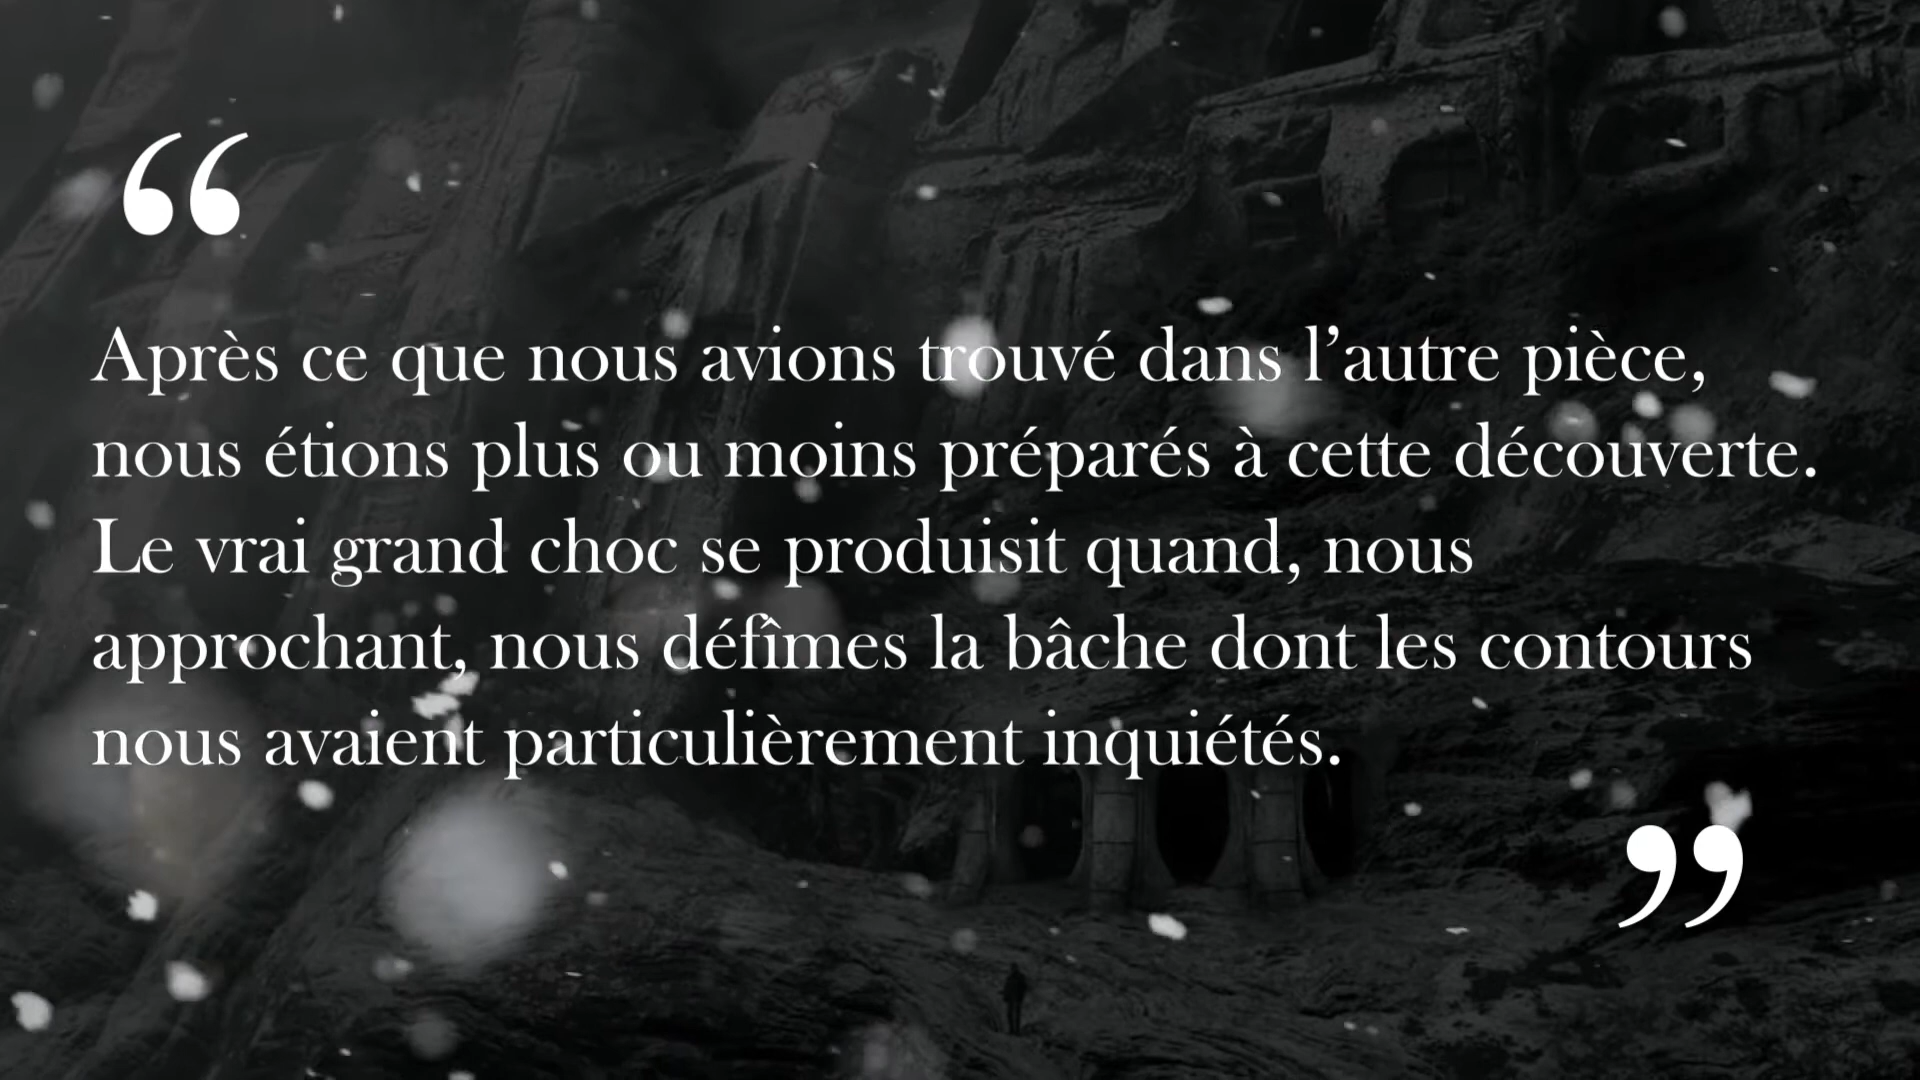 “
Après ce que nous avions trouvé dans l’autre pièce,
nous étions plus ou moins préparés à cette découverte.
Le vrai grand choc se produisit quand, nous
approchant, nous défîmes la bâche dont les contours
nous avaient particulièrement inquiétés.
”